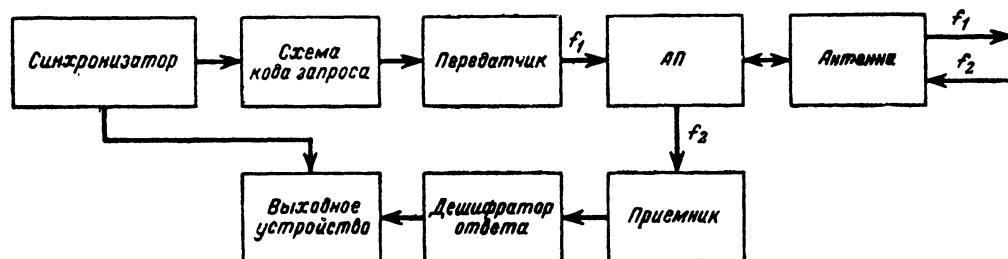 Синхронизатор
Схема
кода запроса
Передатчик
f₁
АП
Антенна
f₁
f₂
f₂
Выходное
устройство
Дешифратор
ответа
Приемник